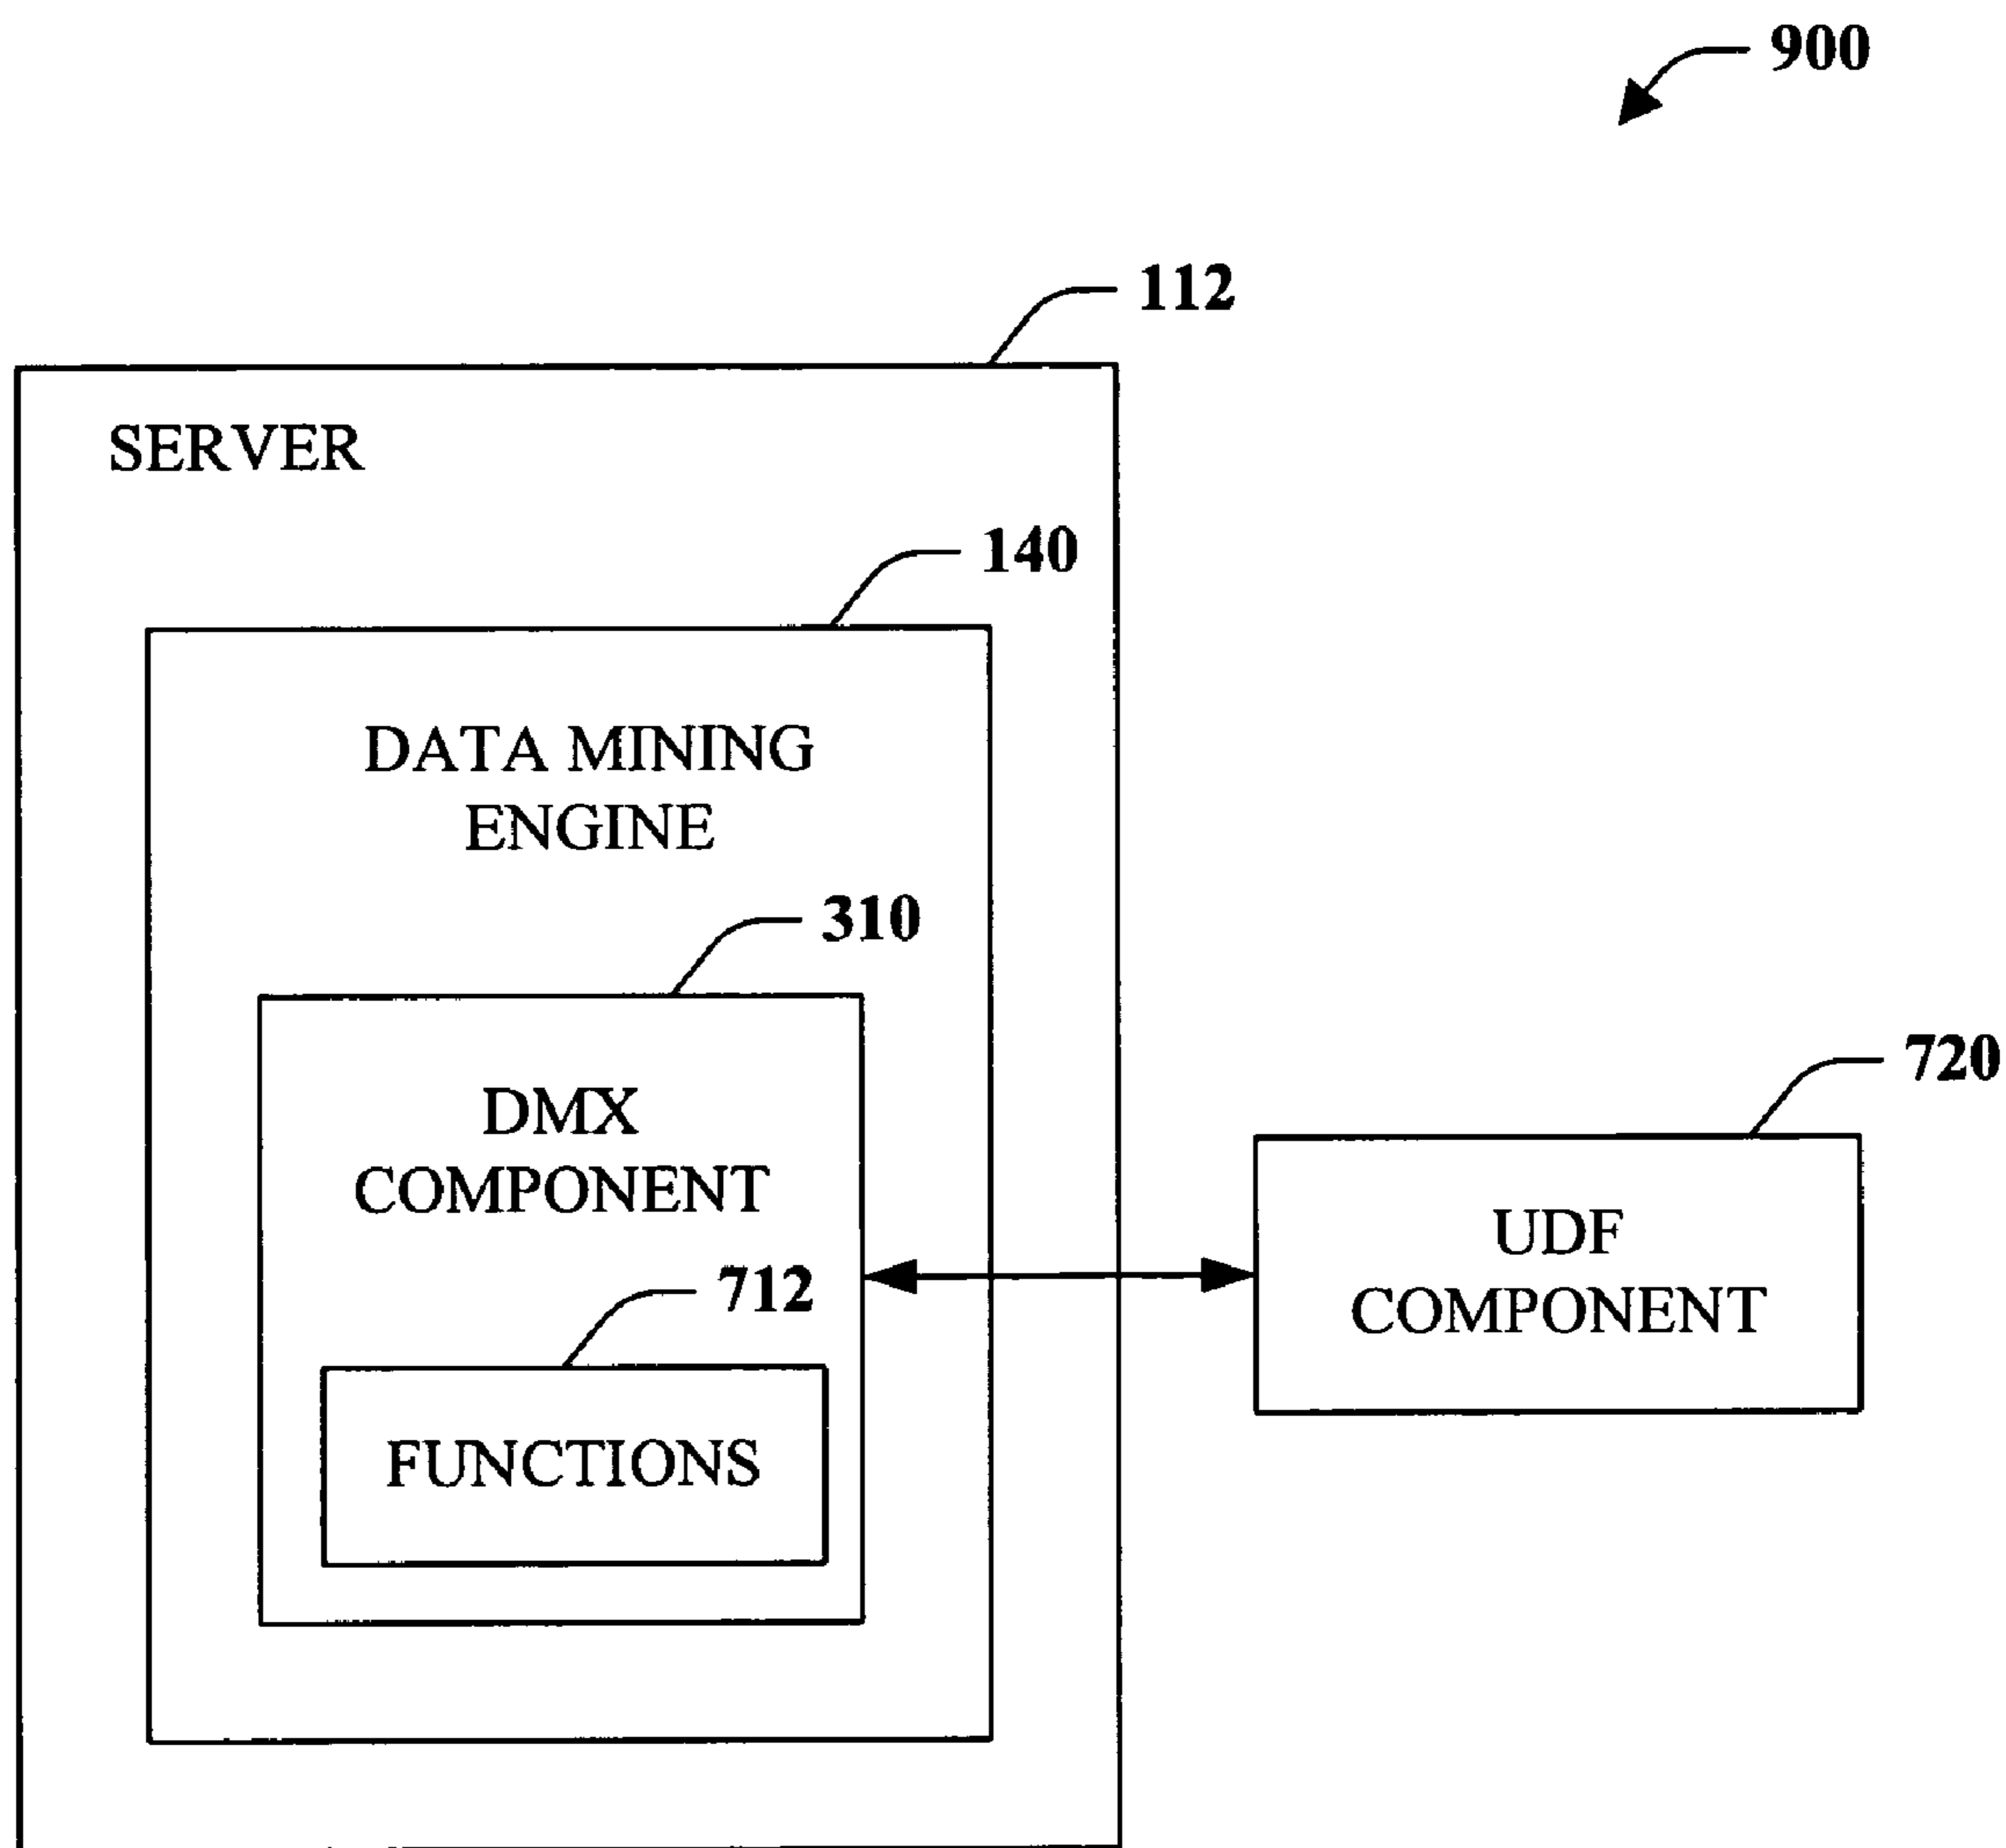 900
112
SERVER
140
DATA MINING
ENGINE
310
DMX
COMPONENT
712
FUNCTIONS
720
UDF
COMPONENT